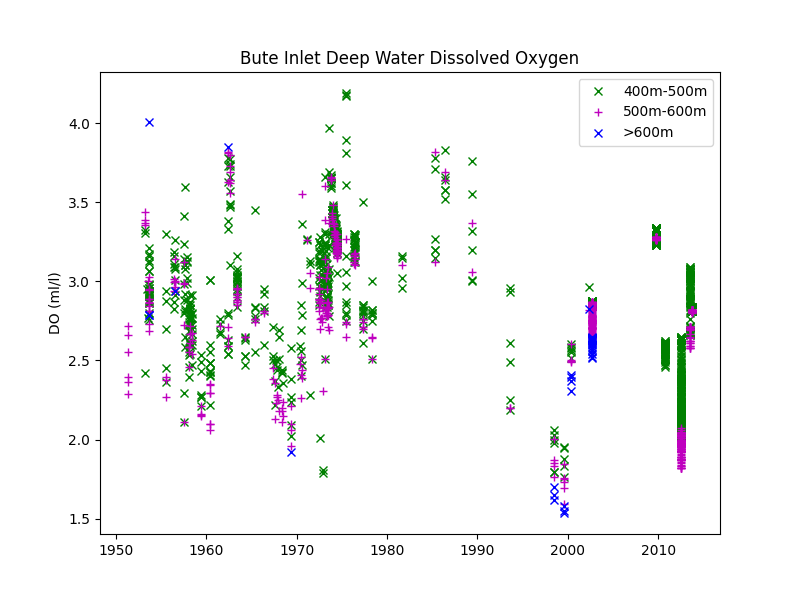 Bute Inlet Deep Water Dissolved Oxygen
400m-500m
500m-600m
>600m
DO (ml/l)
4.0
3.5
3.0
2.5
2.0
1.5
1950 1960 1970 1980 1990 2000 2010